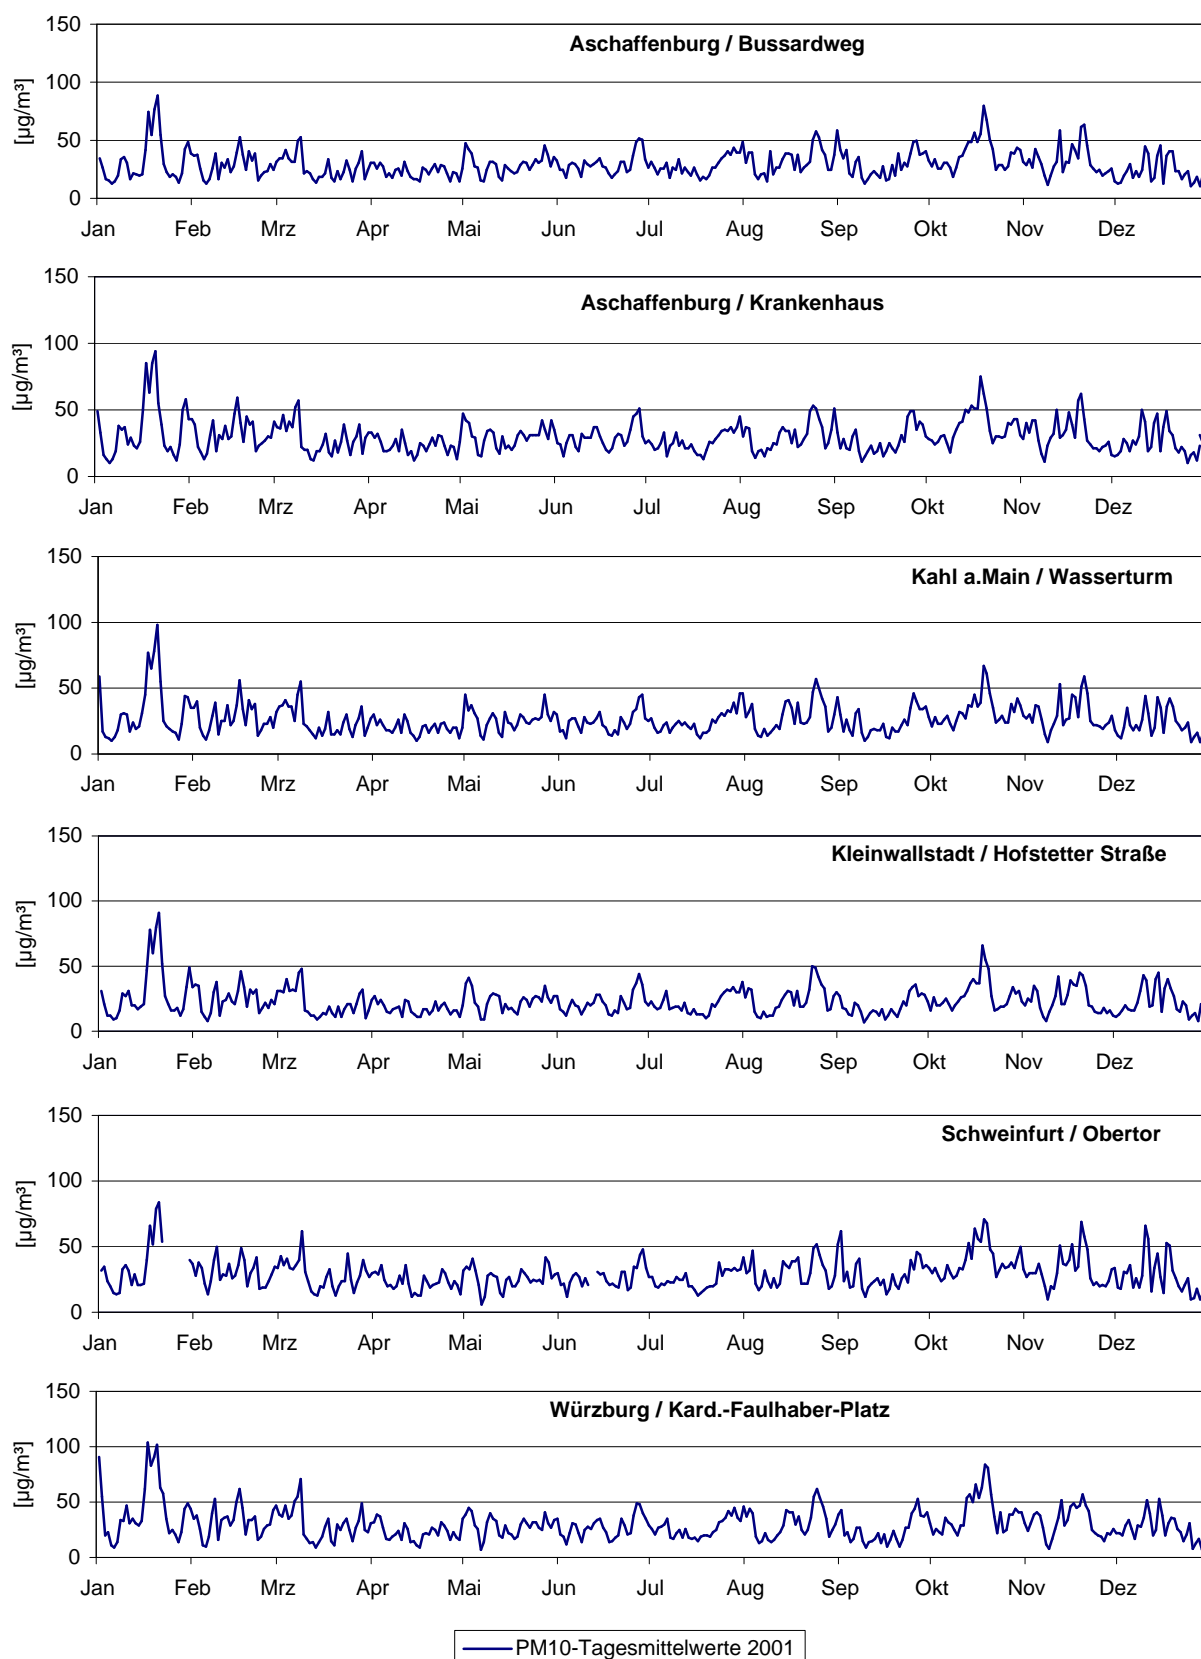 Aschaffenburg / Bussardweg
[µg/m³]
150
100
50
0
Jan Feb Mrz Apr Mai Jun Jul Aug Sep Okt Nov Dez
Aschaffenburg / Krankenhaus
[µg/m³]
150
100
50
0
Jan Feb Mrz Apr Mai Jun Jul Aug Sep Okt Nov Dez
Kahl a.Main / Wasserturm
[µg/m³]
150
100
50
0
Jan Feb Mrz Apr Mai Jun Jul Aug Sep Okt Nov Dez
Kleinwallstadt / Hofstetter Straße
[µg/m³]
150
100
50
0
Jan Feb Mrz Apr Mai Jun Jul Aug Sep Okt Nov Dez
Schweinfurt / Obertor
[µg/m³]
150
100
50
0
Jan Feb Mrz Apr Mai Jun Jul Aug Sep Okt Nov Dez
Würzburg / Kard.-Faulhaber-Platz
[µg/m³]
150
100
50
0
Jan Feb Mrz Apr Mai Jun Jul Aug Sep Okt Nov Dez
PM10-Tagesmittelwerte 2001